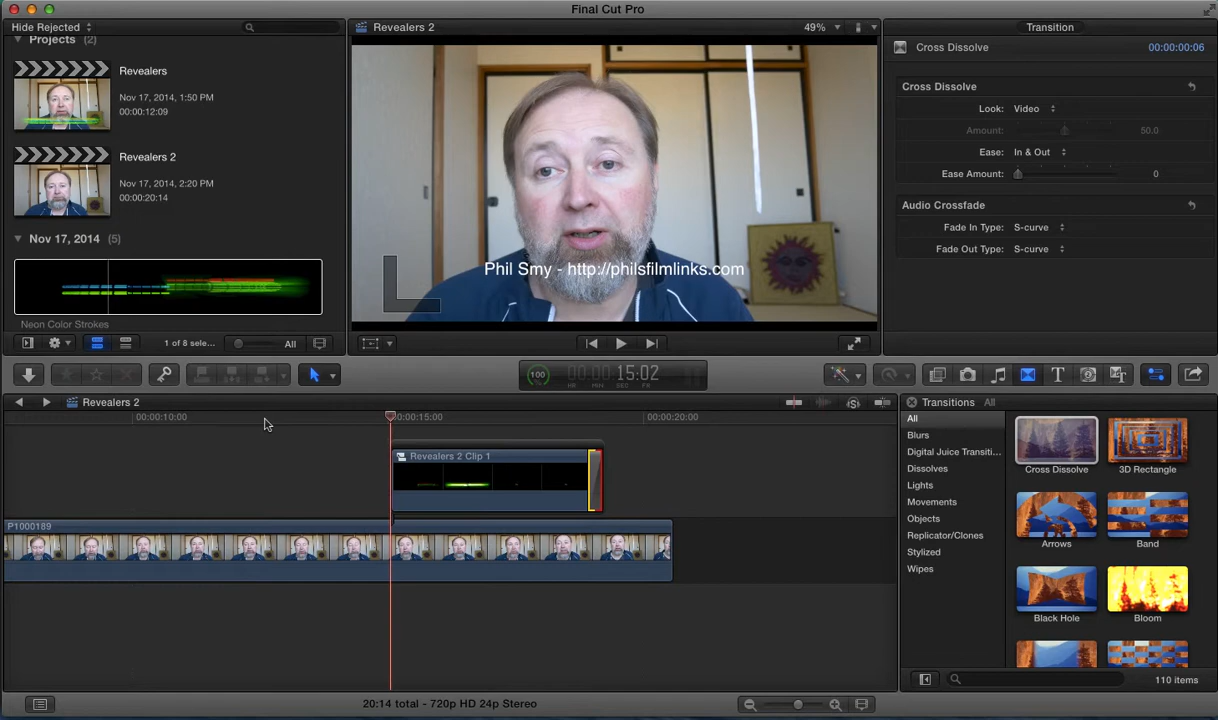 Final Cut Pro
Hide Rejected
Projects (2)
Revealers
Nov 17, 2014, 1:50 PM
00:00:12:09
Revealers 2
Nov 17, 2014, 2:20 PM
00:00:20:14
Nov 17, 2014 (5)
Neon Color Strokes
1 of 8 sele...
All
Revealers 2
49%
Phil Smy - http://philsfilmlinks.com
Transition
Cross Dissolve
00:00:00:06
Cross Dissolve
Look: Video
Amount: 50.0
Ease: In & Out
Ease Amount: 0
Audio Crossfade
Fade In Type: S-curve
Fade Out Type: S-curve
100
00:00 15:02
HR MIN SEC FR
Revealers 2
00:00:10:00
00:00:15:00
00:00:20:00
Revealers 2 Clip 1
P1000189
Transitions All
All
Blurs
Digital Juice Transiti...
Dissolves
Lights
Movements
Objects
Replicator/Clones
Stylized
Wipes
Cross Dissolve
3D Rectangle
Arrows
Band
Black Hole
Bloom
20:14 total - 720p HD 24p Stereo
110 items